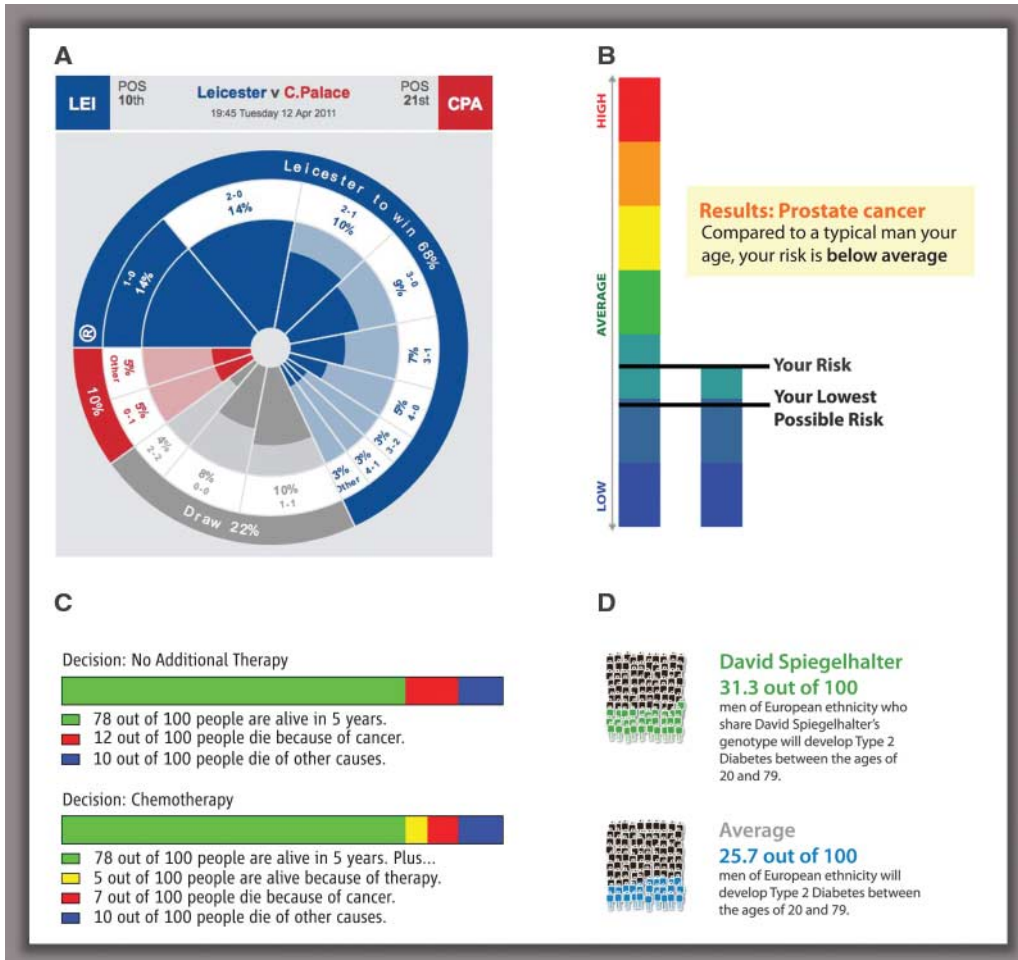 A
LEI
POS
10th
Leicester v C.Palace
19:45 Tuesday 12 Apr 2011
POS
21st
CPA
Leicester to win 68%
2-0
14%
2-1
10%
3-0
9%
7%
3-1
5%
4-0
3%
3-2
3%
4-1
3%
Other
10%
1-1
8%
0-0
4%
2-2
Draw 22%
5%
0-1
5%
Other
10%
1-0
14%
®
B
HIGH
AVERAGE
LOW
Results: Prostate cancer
Compared to a typical man your
age, your risk is below average
Your Risk
Your Lowest
Possible Risk
C
Decision: No Additional Therapy
78 out of 100 people are alive in 5 years.
12 out of 100 people die because of cancer.
10 out of 100 people die of other causes.
Decision: Chemotherapy
78 out of 100 people are alive in 5 years. Plus...
5 out of 100 people are alive because of therapy.
7 out of 100 people die because of cancer.
10 out of 100 people die of other causes.
D
David Spiegelhalter
31.3 out of 100
men of European ethnicity who
share David Spiegelhalter's
genotype will develop Type 2
Diabetes between the ages of
20 and 79.
Average
25.7 out of 100
men of European ethnicity will
develop Type 2 Diabetes between
the ages of 20 and 79.